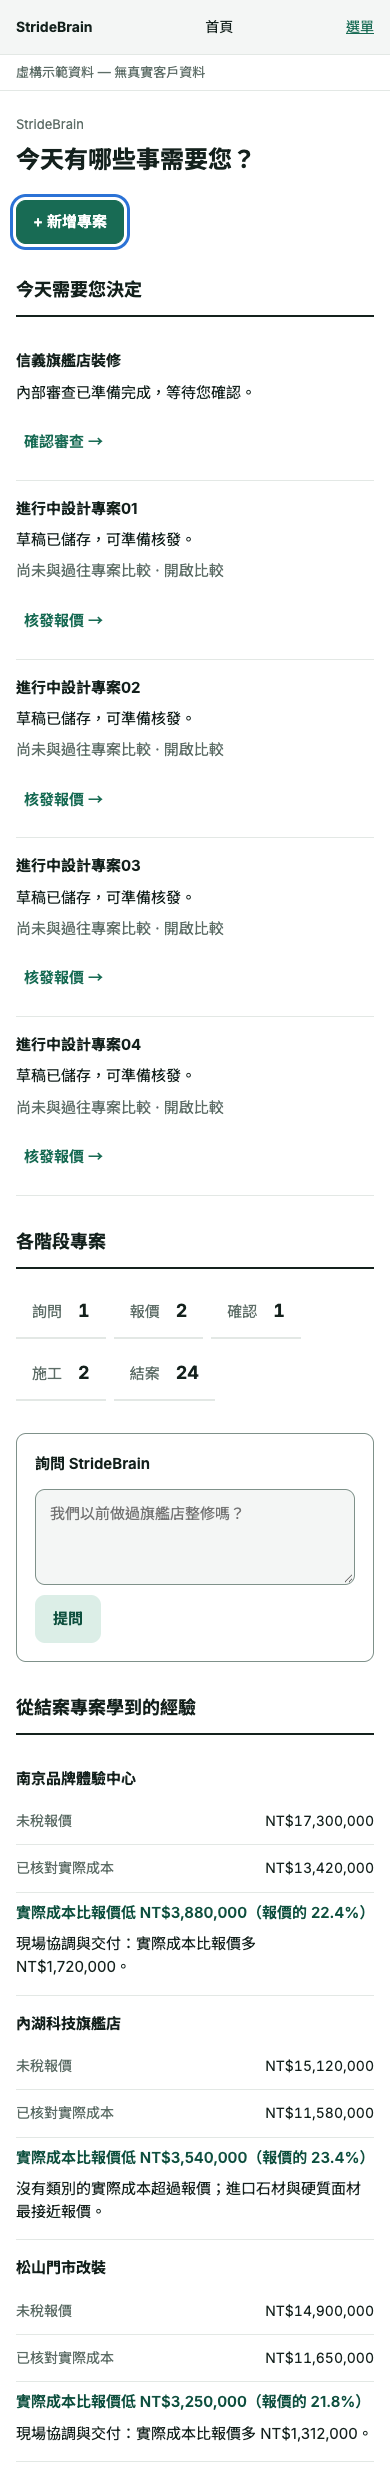 StrideBrain
首頁
選單
虛構示範資料 — 無真實客戶資料
StrideBrain
今天有哪些事需要您？
+ 新增專案
今天需要您決定
信義旗艦店裝修
內部審查已準備完成，等待您確認。
確認審查 →
進行中設計專案01
草稿已儲存，可準備核發。
尚未與過往專案比較 · 開啟比較
核發報價 →
進行中設計專案02
草稿已儲存，可準備核發。
尚未與過往專案比較 · 開啟比較
核發報價 →
進行中設計專案03
草稿已儲存，可準備核發。
尚未與過往專案比較 · 開啟比較
核發報價 →
進行中設計專案04
草稿已儲存，可準備核發。
尚未與過往專案比較 · 開啟比較
核發報價 →
各階段專案
詢問 1 報價 2 確認 1
施工 2 結案 24
詢問 StrideBrain
我們以前做過旗艦店整修嗎？
提問
從結案專案學到的經驗
南京品牌體驗中心
未稅報價 NT$17,300,000
已核對實際成本 NT$13,420,000
實際成本比報價低 NT$3,880,000（報價的 22.4%）
現場協調與交付：實際成本比報價多
NT$1,720,000。
內湖科技旗艦店
未稅報價 NT$15,120,000
已核對實際成本 NT$11,580,000
實際成本比報價低 NT$3,540,000（報價的 23.4%）
沒有類別的實際成本超過報價；進口石材與硬質面材
最接近報價。
松山門市改裝
未稅報價 NT$14,900,000
已核對實際成本 NT$11,650,000
實際成本比報價低 NT$3,250,000（報價的 21.8%）
現場協調與交付：實際成本比報價多 NT$1,312,000。